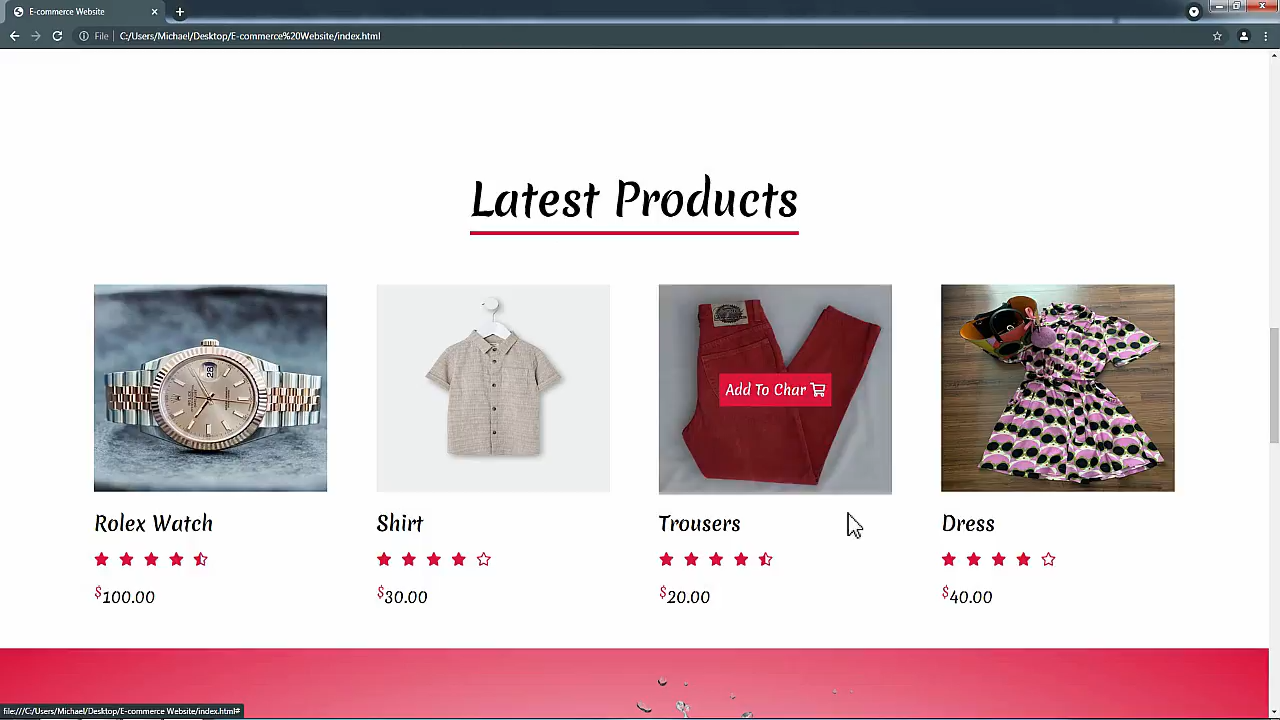 E-commerce Website
File C:/Users/Michael/Desktop/E-commerce%20Website/index.html
Latest Products
Add To Char
Rolex Watch
Shirt
Trousers
Dress
$100.00
$30.00
$20.00
$40.00
file:///C:/Users/Michael/Desktop/E-commerce Website/index.html#